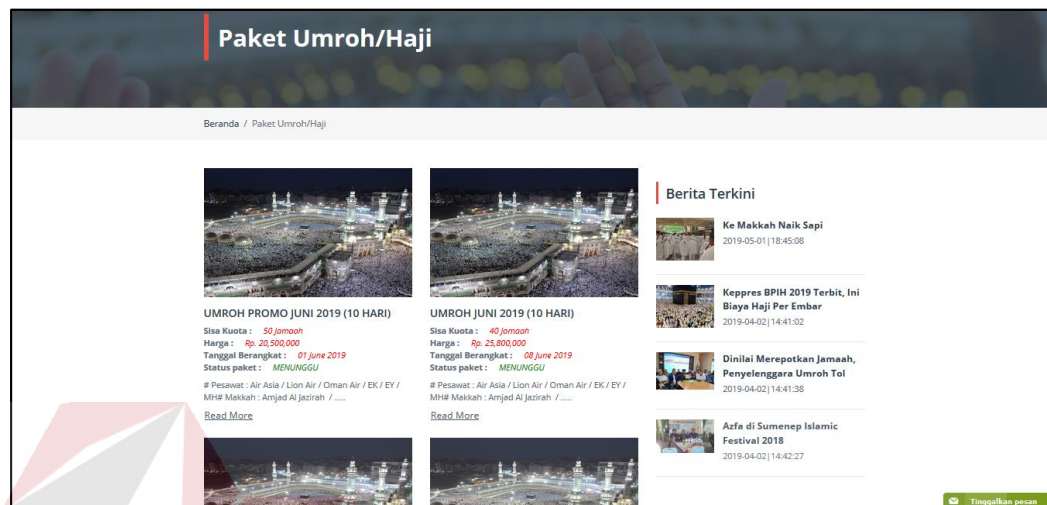 Paket Umroh/Haji
Beranda / Paket Umroh/Haji
UMROH PROMO JUNI 2019 (10 HARI)
Sisa Kuota : 50 Jamaah
Harga : Rp. 20,500,000
Tanggal Berangkat : 01 June 2019
Status paket : MENUNGGU
# Pesawat : Air Asia / Lion Air / Oman Air / EK / EY /
MH# Makkah : Amjad Al Jazirah / .....
Read More
UMROH JUNI 2019 (10 HARI)
Sisa Kuota : 40 Jamaah
Harga : Rp. 25,800,000
Tanggal Berangkat : 08 June 2019
Status paket : MENUNGGU
# Pesawat : Air Asia / Lion Air / Oman Air / EK / EY /
MH# Makkah : Amjad Al Jazirah / .....
Read More
Berita Terkini
Ke Makkah Naik Sapi
2019-05-01|18:45:08
Keppres BPIH 2019 Terbit, Ini
Biaya Haji Per Embar
2019-04-02|14:41:02
Dinilai Merepotkan Jamaah,
Penyelenggara Umroh Tol
2019-04-02|14:41:38
Azfa di Sumenep Islamic
Festival 2018
2019-04-02|14:42:27
Tinggalkan pesan